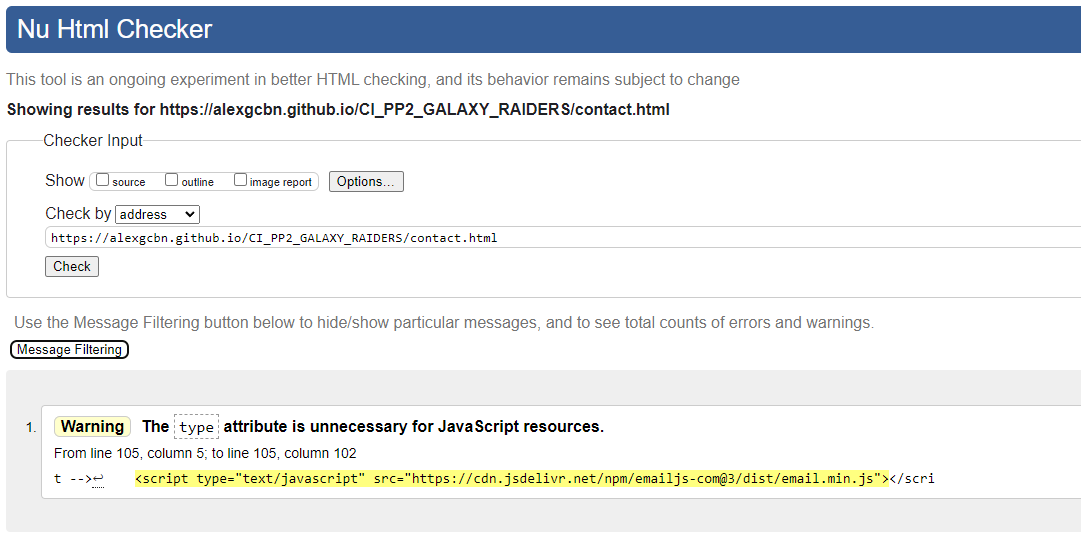 Nu Html Checker
This tool is an ongoing experiment in better HTML checking, and its behavior remains subject to change
Showing results for https://alexgcbn.github.io/CI_PP2_GALAXY_RAIDERS/contact.html
Checker Input
Show source outline image report Options...
Check by address
https://alexgcbn.github.io/CI_PP2_GALAXY_RAIDERS/contact.html
Check
Use the Message Filtering button below to hide/show particular messages, and to see total counts of errors and warnings.
Message Filtering
1. Warning The type attribute is unnecessary for JavaScript resources.
From line 105, column 5; to line 105, column 102
t -->↩ <script type="text/javascript" src="https://cdn.jsdelivr.net/npm/emailjs-com@3/dist/email.min.js"></scri